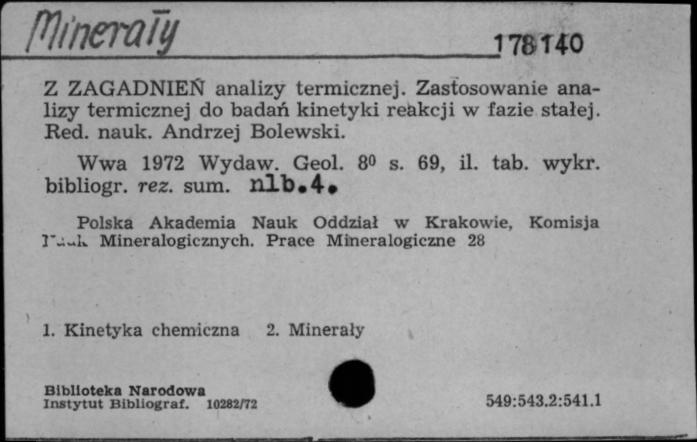 Minerały
178140
Z ZAGADNIEŃ analizy termicznej. Zastosowanie ana-
lizy termicznej do badań kinetyki reakcji w fazie stałej.
Red. nauk. Andrzej Bolewski.
Wwa 1972 Wydaw. Geol. 8⁰ s. 69, il. tab. wykr.
bibliogr. rez. sum. nlb.4.
Polska Akademia Nauk Oddział w Krakowie, Komisja
Mineralogicznych. Prace Mineralogiczne 28
1. Kinetyka chemiczna 2. Minerały
Biblioteka Narodowa
Instytut Bibliograf. 10282/72
549:543.2:541.1